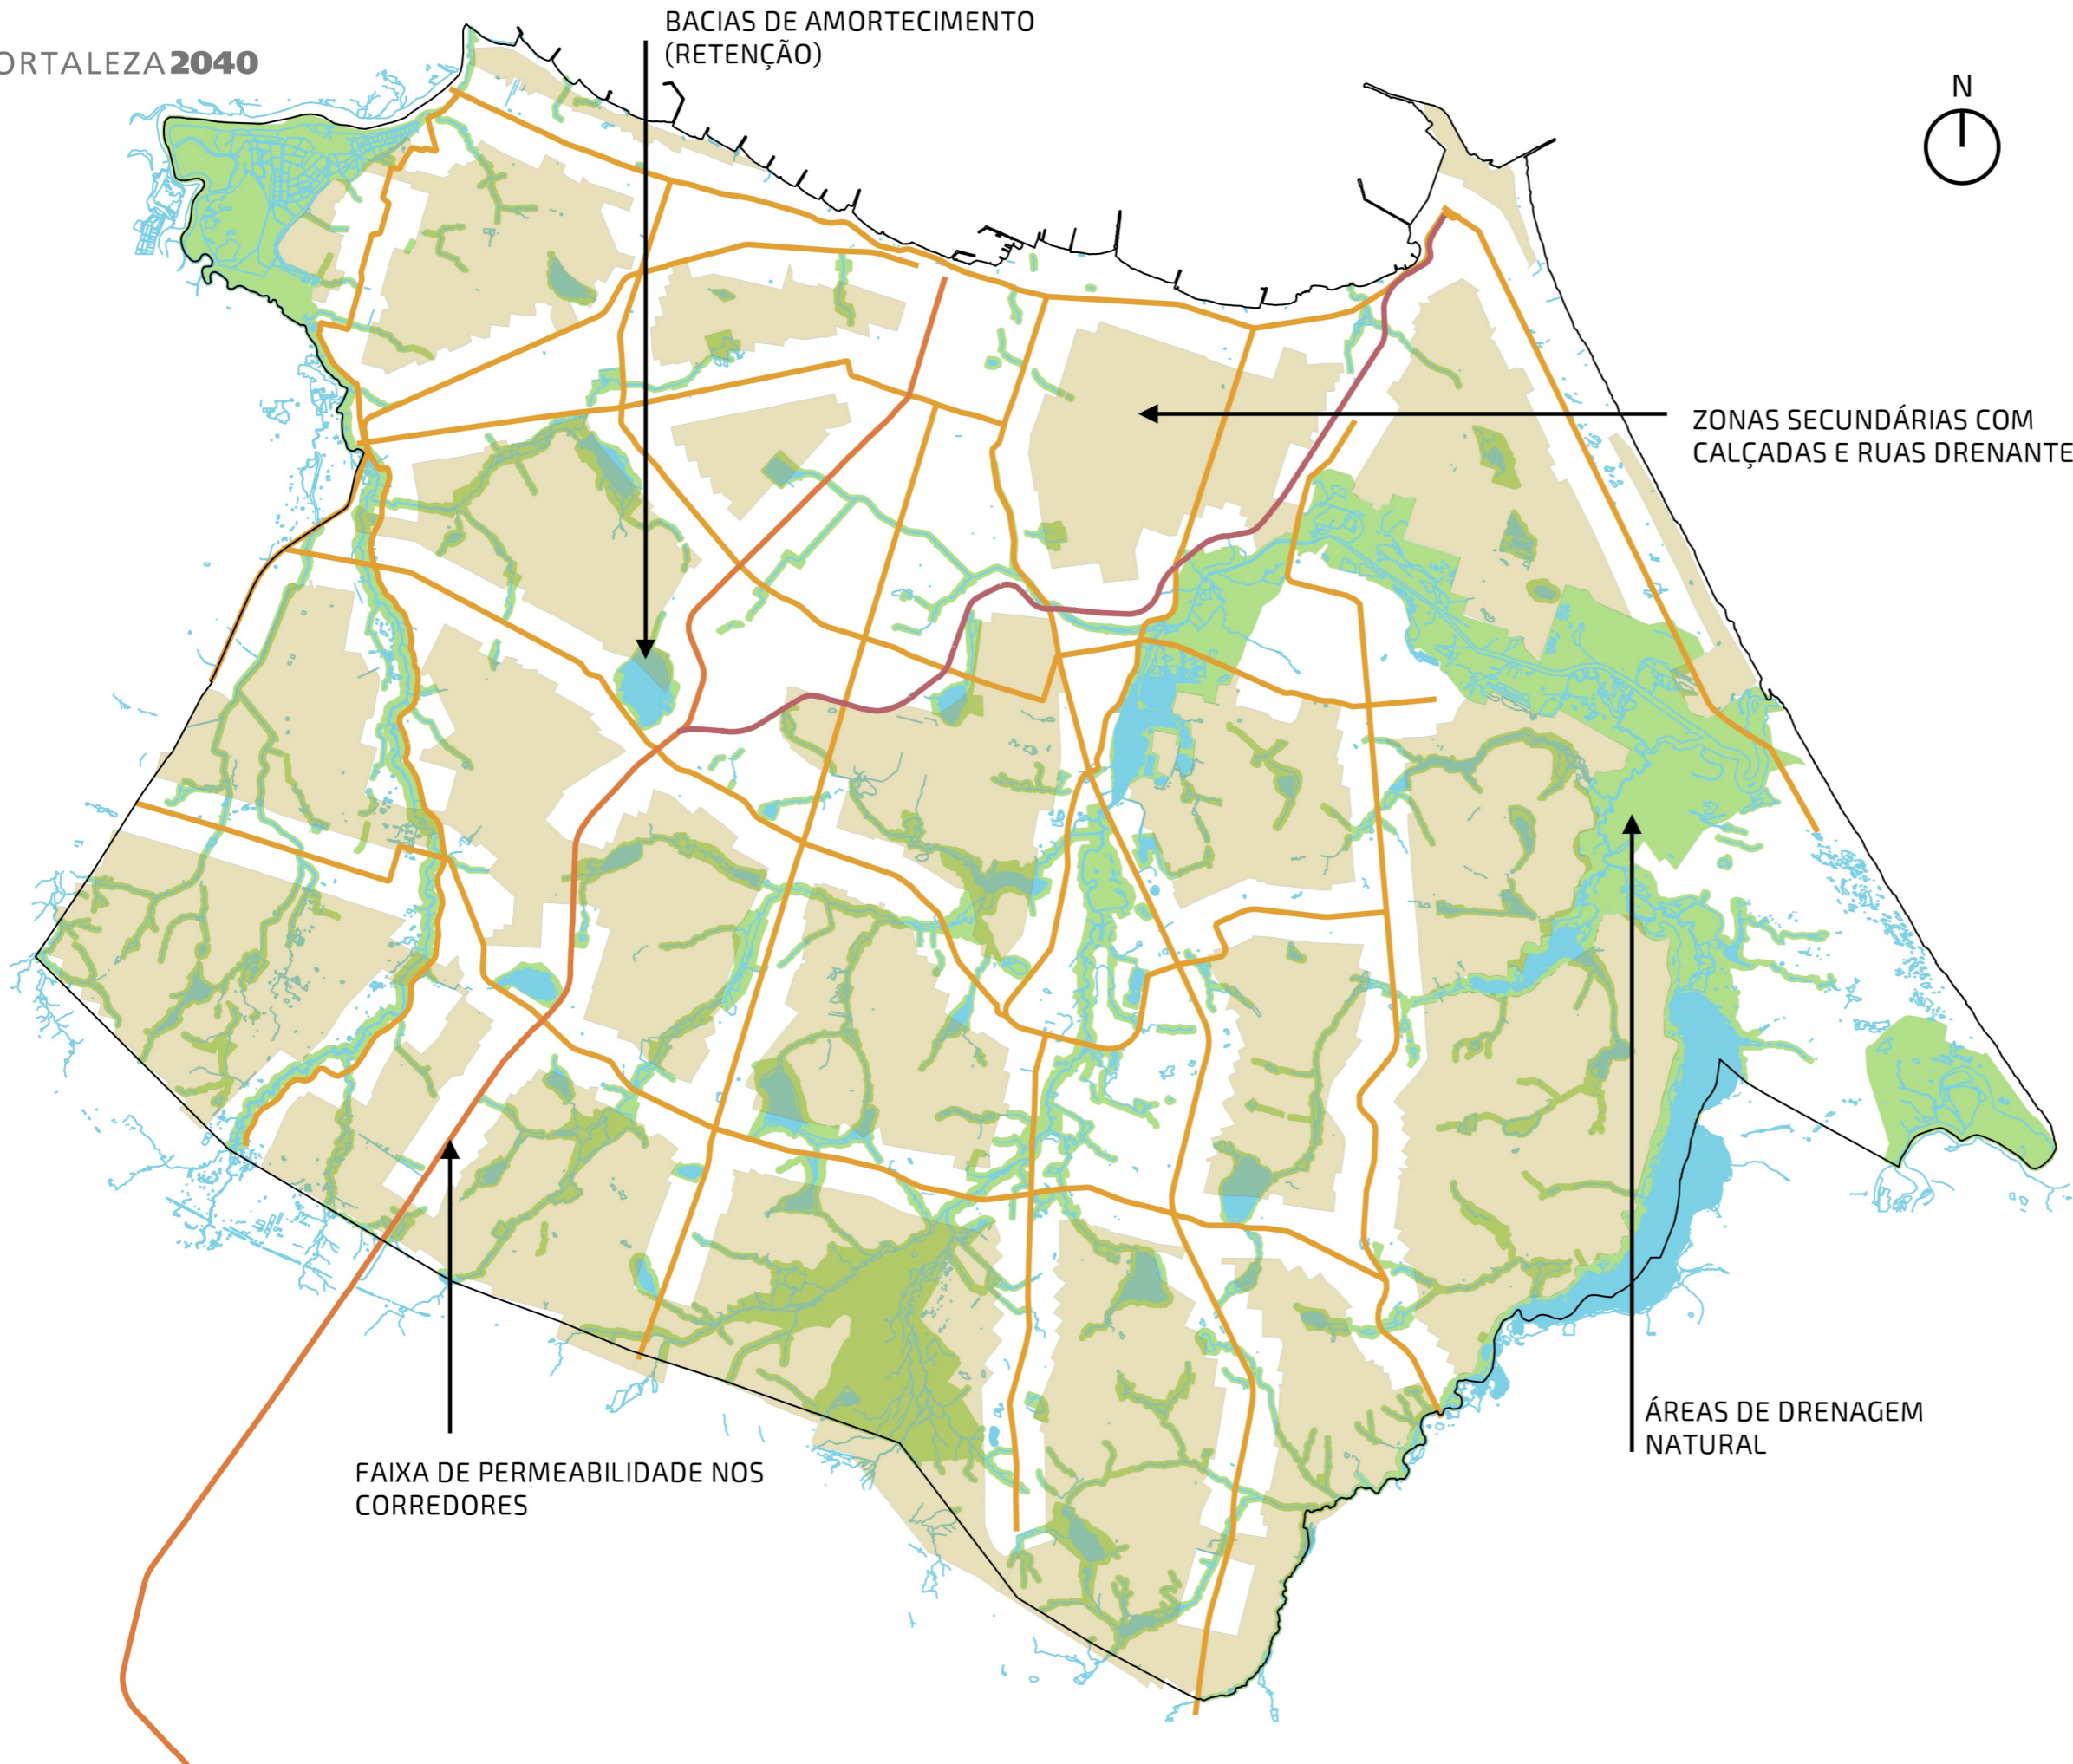 ORTALEZA2040
BACIAS DE AMORTECIMENTO
(RETENÇÃO)
N
ZONAS SECUNDÁRIAS COM
CALÇADAS E RUAS DRENANTE
ÁREAS DE DRENAGEM
NATURAL
FAIXA DE PERMEABILIDADE NOS
CORREDORES